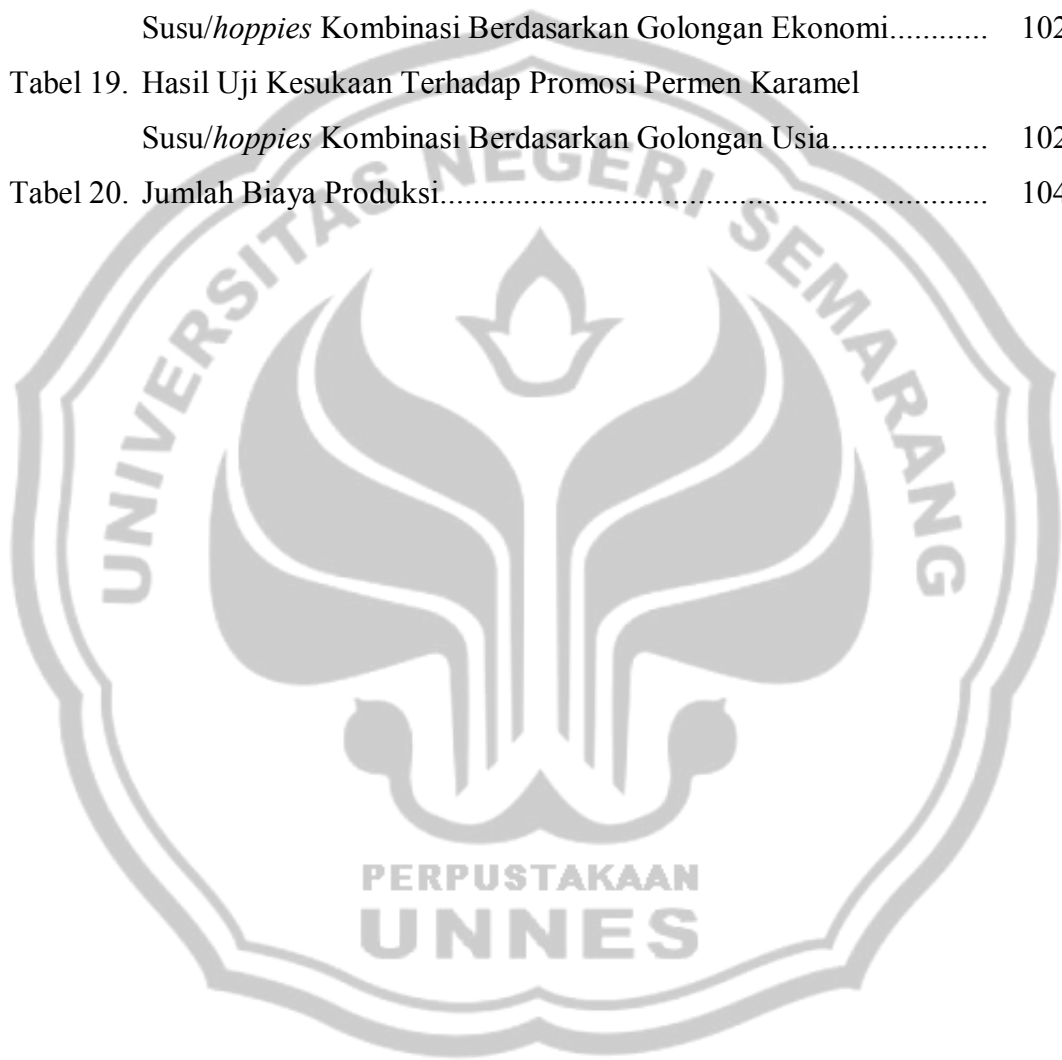 Susu/hoppies Kombinasi Berdasarkan Golongan Ekonomi............ 102
Tabel 19. Hasil Uji Kesukaan Terhadap Promosi Permen Karamel
Susu/hoppies Kombinasi Berdasarkan Golongan Usia.................. 102
Tabel 20. Jumlah Biaya Produksi................................................................ 104
UNIVERSITAS NEGERI SEMARANG
PERPUSTAKAAN
UNNES